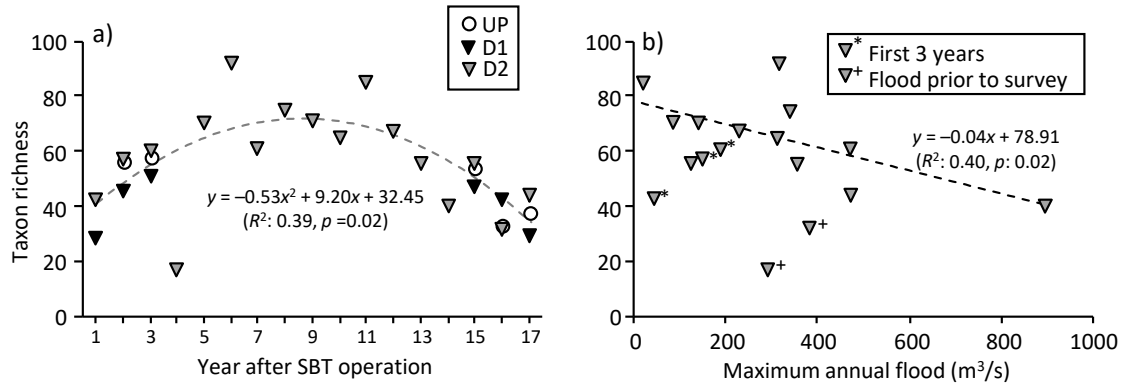 a)
UP
D1
D2
100
80
60
40
20
0
Taxon richness
y = −0.53x² + 9.20x + 32.45
(R²: 0.39, p =0.02)
1 3 5 7 9 11 13 15 17
Year after SBT operation
b)
* First 3 years
+ Flood prior to survey
100
80
60
40
20
0
y = −0.04x + 78.91
(R²: 0.40, p: 0.02)
*
*
*
+
+
0 200 400 600 800 1000
Maximum annual flood (m³/s)